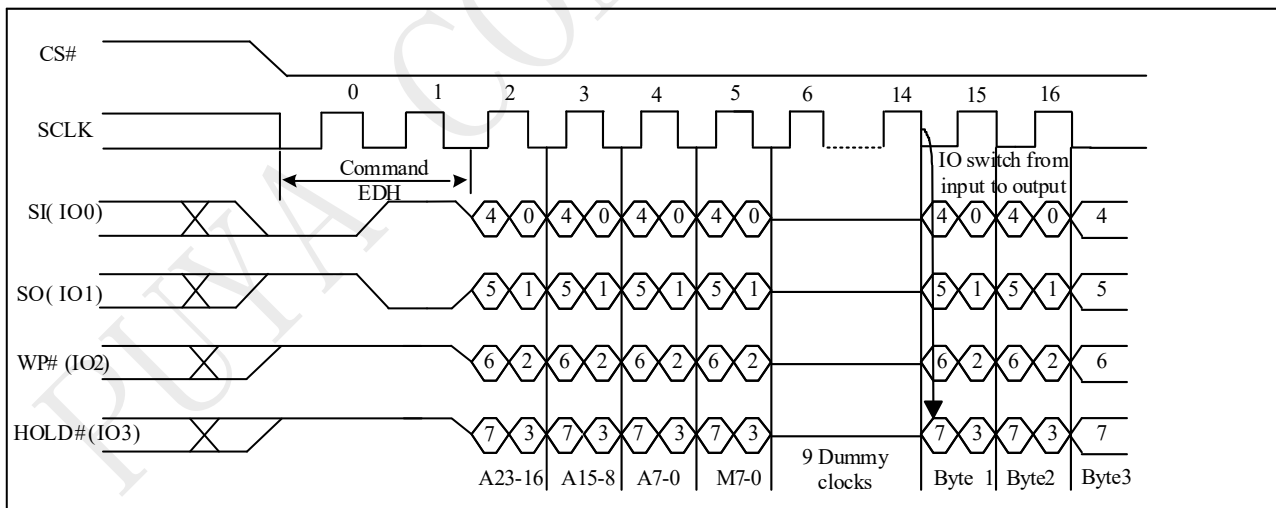 PUYA CON
CS#
0 1 2 3 4 5 6 14 15 16
SCLK
Command
EDH
IO switch from
input to output
SI( IO0) 4 0 4 0 4 0 4 0 4 0 4 0 4
SO( IO1) 5 1 5 1 5 1 5 1 5 1 5 1 5
WP# (IO2) 6 2 6 2 6 2 6 2 6 2 6 2 6
HOLD# (IO3) 7 3 7 3 7 3 7 3 7 3 7 3 7
A23-16 A15-8 A7-0 M7-0 9 Dummy
clocks
Byte 1 Byte2 Byte3